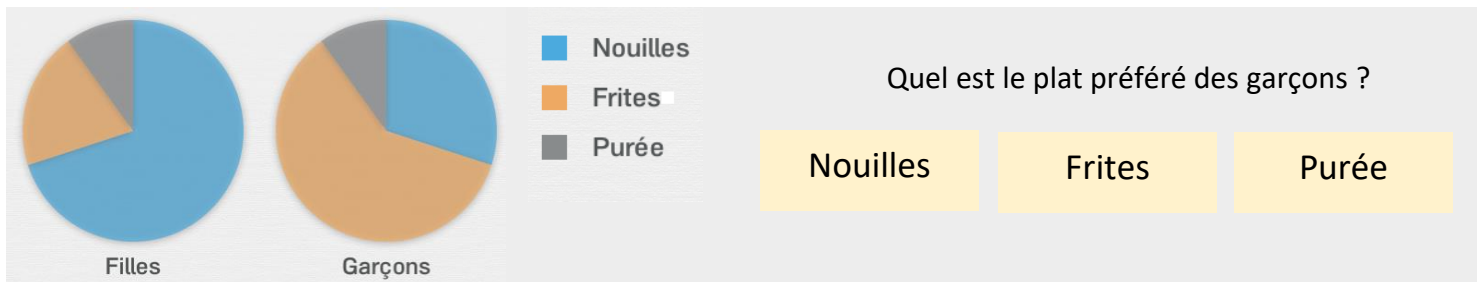 Filles
Garçons
Nouilles
Frites
Purée
Quel est le plat préféré des garçons ?
Nouilles
Frites
Purée